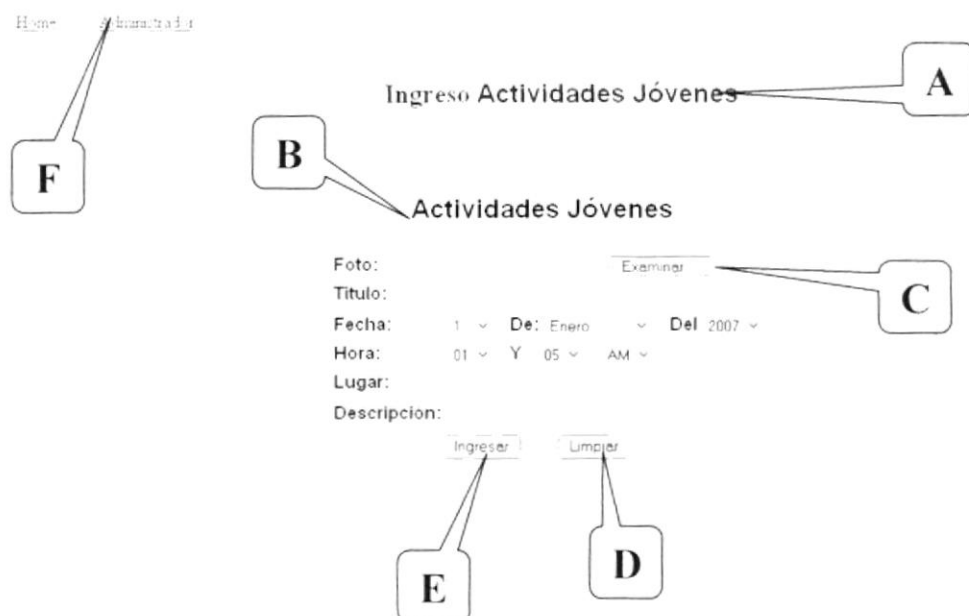 Home Administrador
Ingreso Actividades Jóvenes
A
B
F
Actividades Jóvenes
Foto: Examinar
C
Titulo:
Fecha: 1 De: Enero Del 2007
Hora: 01 Y 05 AM
Lugar:
Descripcion:
Ingresar Limpiar
E
D